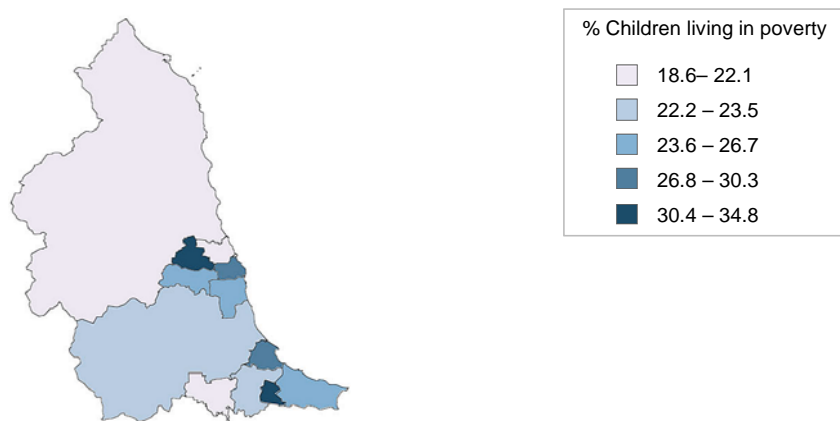 % Children living in poverty
18.6– 22.1
22.2 – 23.5
23.6 – 26.7
26.8 – 30.3
30.4 – 34.8